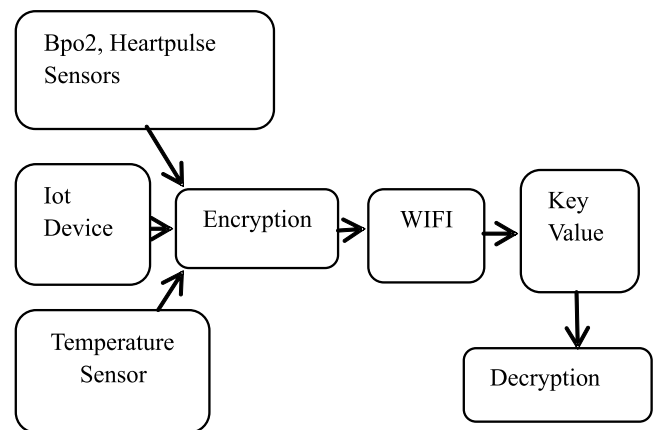 Bpo2, Heartpulse
Sensors
Iot
Device
Encryption
WIFI
Key
Value
Temperature
Sensor
Decryption